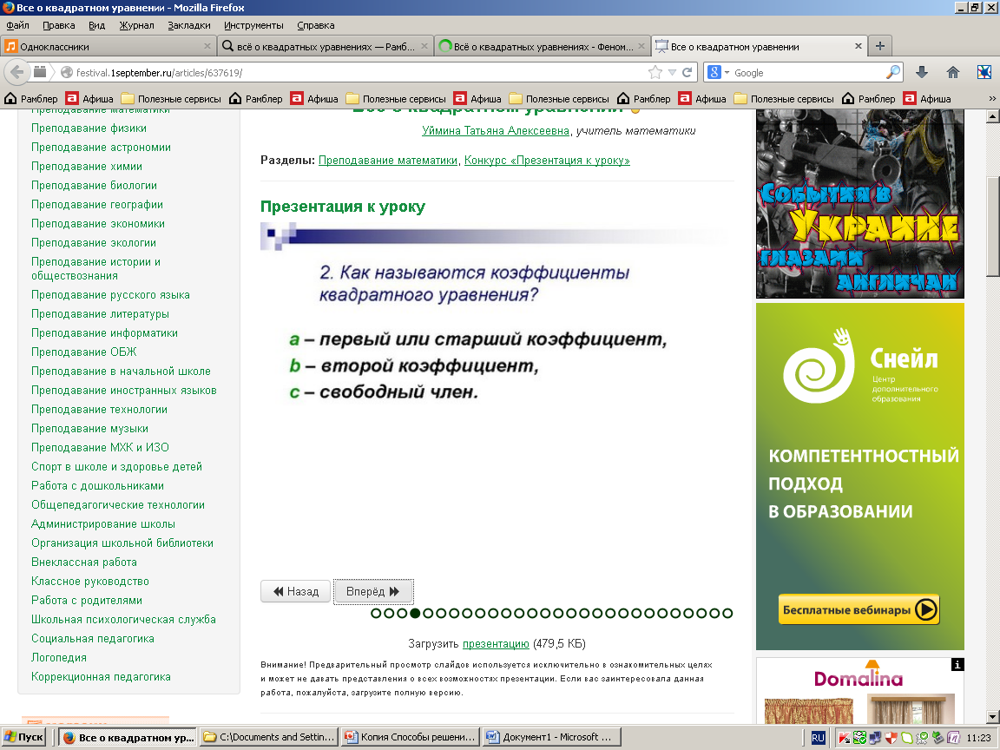 Все о квадратном уравнении - Mozilla Firefox
Файл Правка Вид Журнал Закладки Инструменты Справка
Одноклассники
всё о квадратных уравнениях — Рамб...
Всё о квадратных уравнениях - Феном...
Все о квадратном уравнении
festival.1september.ru/articles/637619/
Google
Рамблер Афиша Полезные сервисы Рамблер Афиша Полезные сервисы Рамблер Афиша Полезные сервисы Рамблер Афиша Полезные сервисы Рамблер Афиша
Преподавание математики
Преподавание физики
Преподавание астрономии
Преподавание химии
Преподавание биологии
Преподавание географии
Преподавание экономики
Преподавание экологии
Преподавание истории и
обществознания
Преподавание русского языка
Преподавание литературы
Преподавание информатики
Преподавание ОБЖ
Преподавание в начальной школе
Преподавание иностранных языков
Преподавание технологии
Преподавание музыки
Преподавание МХК и ИЗО
Спорт в школе и здоровье детей
Работа с дошкольниками
Общепедагогические технологии
Администрирование школы
Организация школьной библиотеки
Внеклассная работа
Классное руководство
Работа с родителями
Школьная психологическая служба
Социальная педагогика
Логопедия
Коррекционная педагогика
Все о квадратном уравнении
Уймина Татьяна Алексеевна, учитель математики
Разделы: Преподавание математики, Конкурс «Презентация к уроку»
Презентация к уроку
2. Как называются коэффициенты
квадратного уравнения?
a – первый или старший коэффициент,
b – второй коэффициент,
c – свободный член.
Назад Вперёд
Загрузить презентацию (479,5 КБ)
Внимание! Предварительный просмотр слайдов используется исключительно в ознакомительных целях
и может не давать представления о всех возможностях презентации. Если вас заинтересовала данная
работа, пожалуйста, загрузите полную версию.
События в
Украине
глазами
англичан
Снейл
Центр
дополнительного
образования
КОМПЕТЕНТНОСТНЫЙ
ПОДХОД
В ОБРАЗОВАНИИ
Бесплатные вебинары
Domalina
Пуск
Все о квадратном ур...
C:\Documents and Settin...
Копия Способы решени...
Документ1 - Microsoft ...
RU
11:23